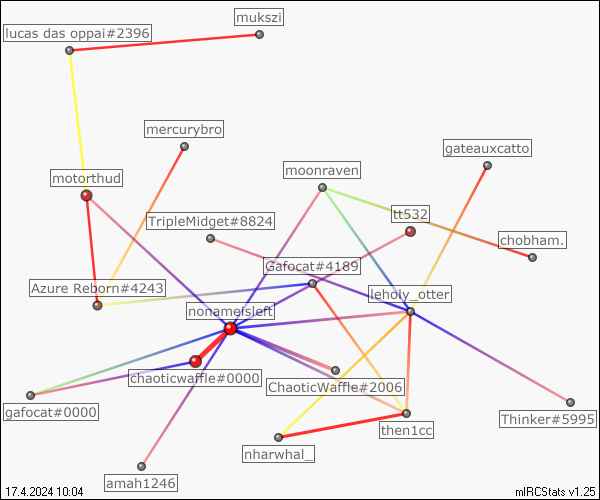 mukszi
lucas das oppai#2396
mercurybro
gateauxcatto
moonraven
motorthud
tt532
TripleMidget#8824
chobham.
Gafocat#4189
Azure Reborn#4243
leholy_otter
nonameisleft
chaoticwaffle#0000
ChaoticWaffle#2006
gafocat#0000
Thinker#5995
then1cc
nharwhal_
amah1246
17.4.2024 10:04
mIRCStats v1.25